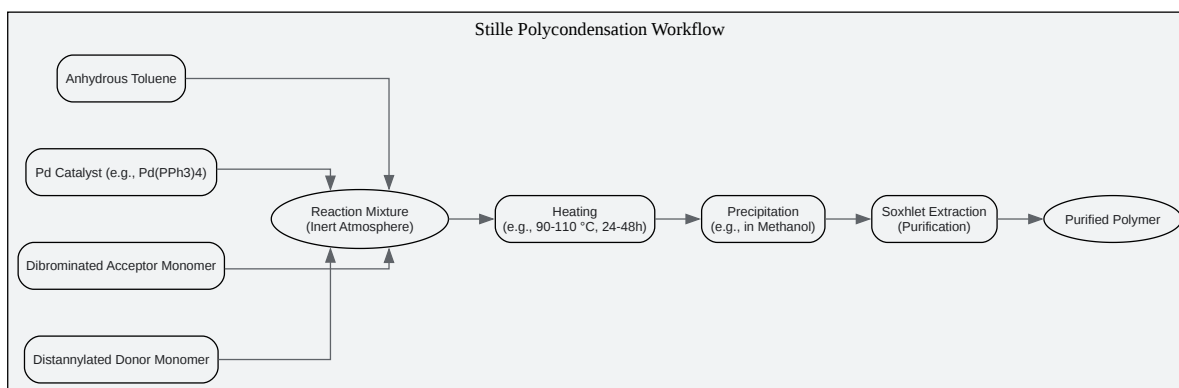 Stille Polycondensation Workflow
Anhydrous Toluene
Pd Catalyst (e.g., Pd(PPh3)4)
Dibrominated Acceptor Monomer
Distannylated Donor Monomer
Reaction Mixture
(Inert Atmosphere)
Heating
(e.g., 90-110 °C, 24-48h)
Precipitation
(e.g., in Methanol)
Soxhlet Extraction
(Purification)
Purified Polymer